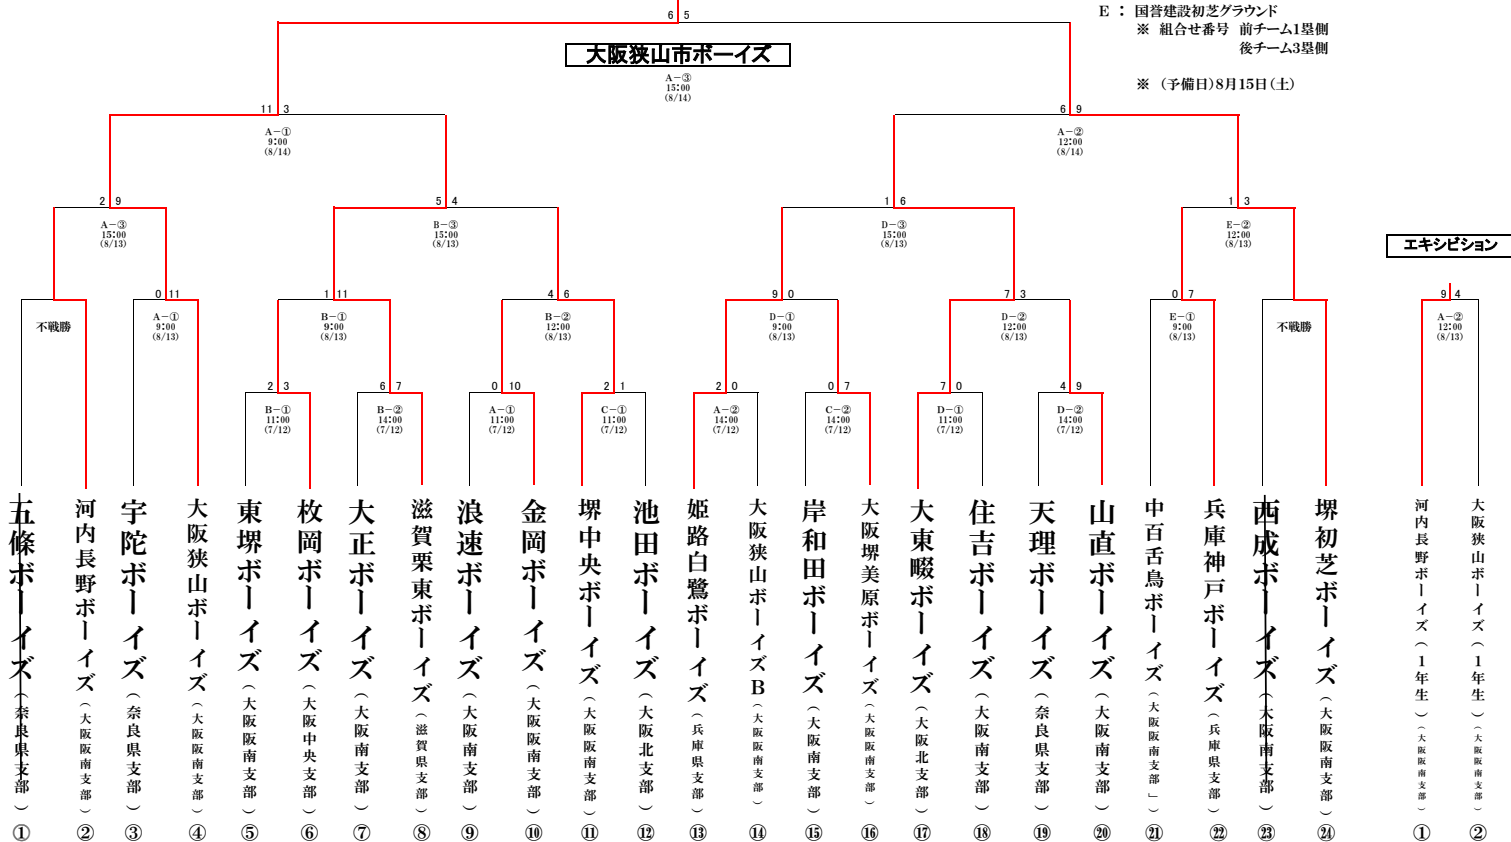 E ： 国誉建設初芝グラウンド
※ 組合せ番号 前チーム1塁側
後チーム3塁側
※ （予備日）8月15日（土）
6 5
大阪狭山市ボーイズ
A－③
15:00
(8/14)
11 3
A－①
9:00
(8/14)
6 9
A－②
12:00
(8/14)
2 9
A－③
15:00
(8/13)
5 4
B－③
15:00
(8/13)
1 6
D－③
15:00
(8/13)
1 3
E－②
12:00
(8/13)
エキシビション
不戦勝
0 11
A－①
9:00
(8/13)
1 11
B－①
9:00
(8/13)
4 6
B－②
12:00
(8/13)
9 0
D－①
9:00
(8/13)
7 3
D－②
12:00
(8/13)
0 7
E－①
9:00
(8/13)
不戦勝
9 4
A－②
12:00
(8/13)
2 3
B－①
11:00
(7/12)
6 7
B－②
14:00
(7/12)
0 10
A－①
11:00
(7/12)
2 1
C－①
11:00
(7/12)
2 0
A－②
14:00
(7/12)
0 7
C－②
14:00
(7/12)
7 0
D－①
11:00
(7/12)
4 9
D－②
14:00
(7/12)
五條ボーイズ（奈良県支部）①
河内長野ボーイズ（大阪阪南支部）②
宇陀ボーイズ（奈良県支部）③
大阪狭山ボーイズ（大阪阪南支部）④
東堺ボーイズ（大阪阪南支部）⑤
枚岡ボーイズ（大阪中央支部）⑥
大正ボーイズ（大阪南支部）⑦
滋賀栗東ボーイズ（滋賀県支部）⑧
浪速ボーイズ（大阪南支部）⑨
金岡ボーイズ（大阪阪南支部）⑩
堺中央ボーイズ（大阪阪南支部）⑪
池田ボーイズ（大阪北支部）⑫
姫路白鷺ボーイズ（兵庫県支部）⑬
大阪狭山ボーイズB（大阪阪南支部）⑭
岸和田ボーイズ（大阪南支部）⑮
大阪堺美原ボーイズ（大阪阪南支部）⑯
大東畷ボーイズ（大阪北支部）⑰
住吉ボーイズ（大阪南支部）⑱
天理ボーイズ（奈良県支部）⑲
山直ボーイズ（大阪南支部）⑳
中百舌鳥ボーイズ（大阪阪南支部」）㉑
兵庫神戸ボーイズ（兵庫県支部）㉒
西成ボーイズ（大阪南支部）㉓
堺初芝ボーイズ（大阪阪南支部）㉔
河内長野ボーイズ（1年生）（大阪阪南支部）①
大阪狭山ボーイズ（1年生）（大阪阪南支部）②